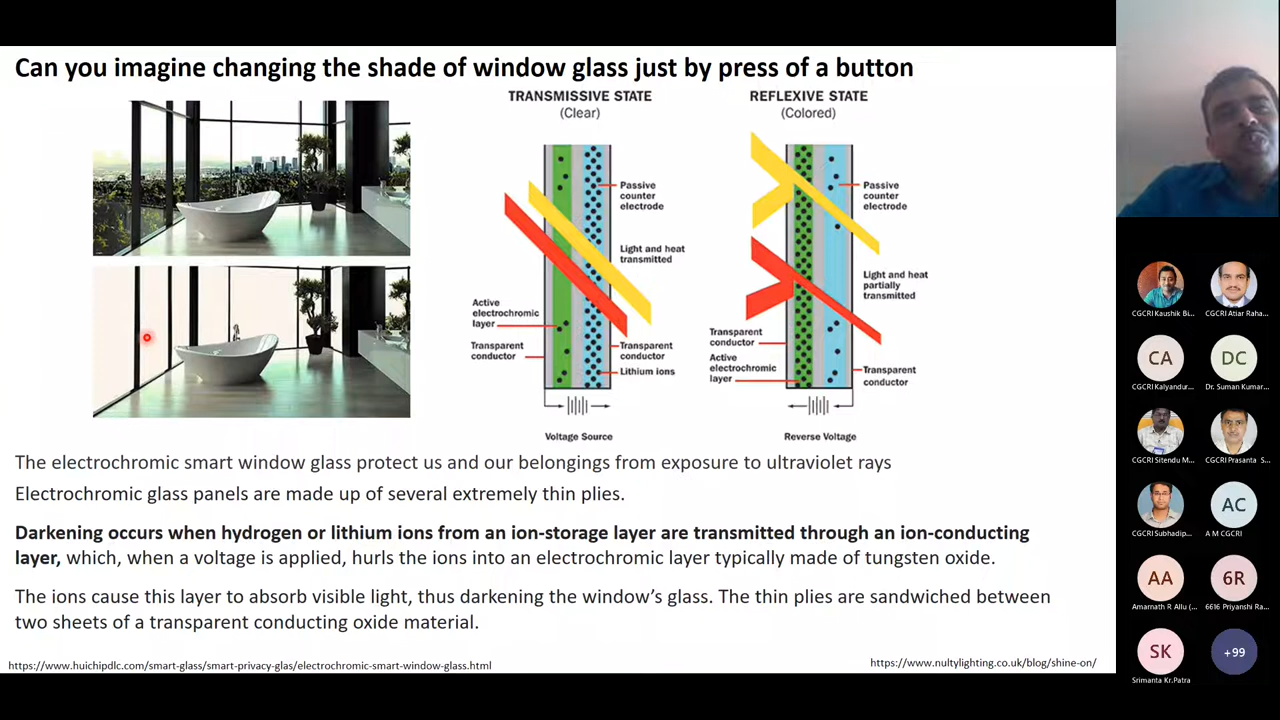 Can you imagine changing the shade of window glass just by press of a button
TRANSMISSIVE STATE
(Clear)
Passive
counter
electrode
Light and heat
transmitted
Active
electrochromic
layer
Transparent
conductor
Transparent
conductor
Lithium ions
Voltage Source
REFLEXIVE STATE
(Colored)
Passive
counter
electrode
Light and heat
partially
transmitted
Transparent
conductor
Active
electrochromic
layer
Transparent
conductor
Reverse Voltage
The electrochromic smart window glass protect us and our belongings from exposure to ultraviolet rays
Electrochromic glass panels are made up of several extremely thin plies.
Darkening occurs when hydrogen or lithium ions from an ion-storage layer are transmitted through an ion-conducting
layer, which, when a voltage is applied, hurls the ions into an electrochromic layer typically made of tungsten oxide.
The ions cause this layer to absorb visible light, thus darkening the window's glass. The thin plies are sandwiched between
two sheets of a transparent conducting oxide material.
https://www.huichipdlc.com/smart-glass/smart-privacy-glas/electrochromic-smart-window-glass.html
https://www.nultylighting.co.uk/blog/shine-on/
CGCRI Kaushik Bi...
CGCRI Atiar Raha...
CA
CGCRI Kalyandur...
DC
Dr. Suman Kumar...
CGCRI Sitendu M...
CGCRI Prasanta S...
CGCRI Subhadip...
AC
A M CGCRI
AA
Amarnath R Allu (...
6R
6616 Priyanshi Ra...
SK
Srimanta Kr.Patra
+99